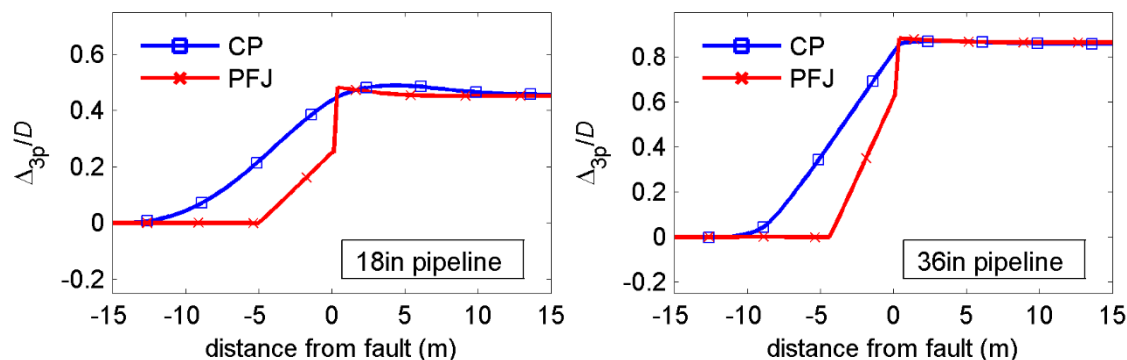 CP
PFJ
0.6
0.4
0.2
0
-0.2
Δ3p/D
18in pipeline
-15 -10 -5 0 5 10 15
distance from fault (m)
CP
PFJ
0.8
0.6
0.4
0.2
0
-0.2
Δ3p/D
36in pipeline
-15 -10 -5 0 5 10 15
distance from fault (m)